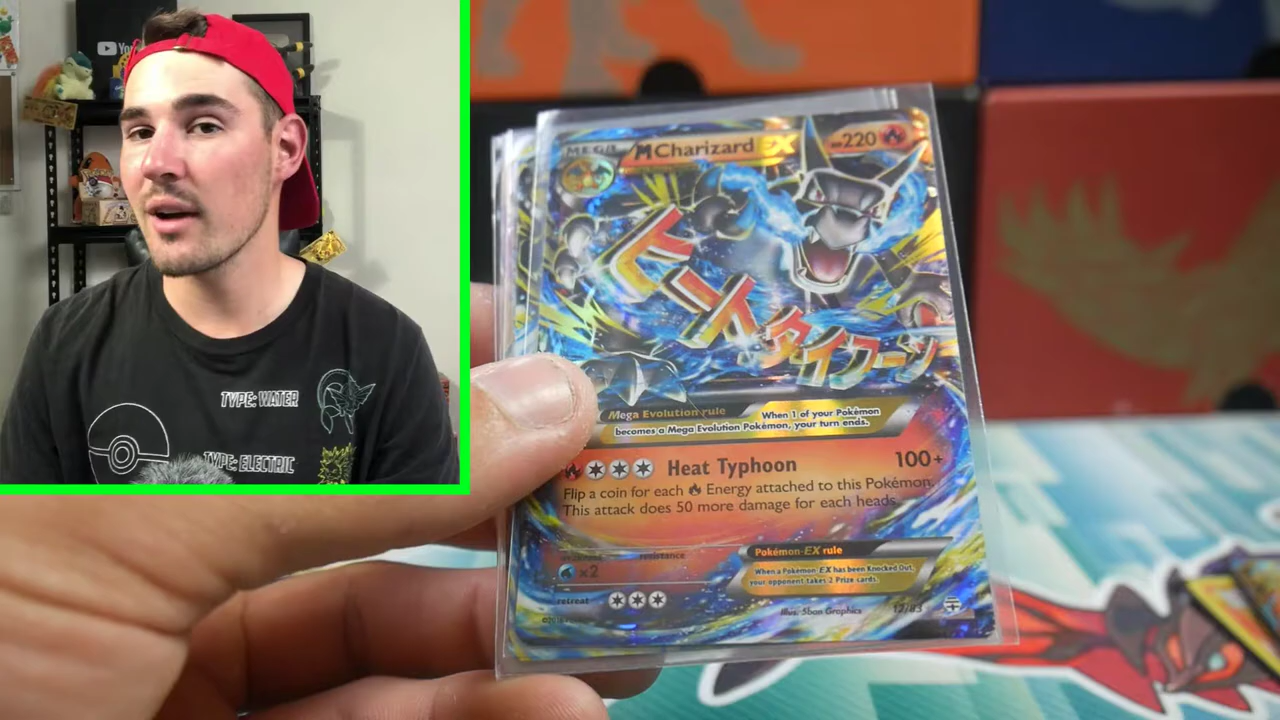 You
TYPE: WATER
TYPE: ELECTRIC
MEGA
M Charizard EX
HP220
ヒートタイフーン
Mega Evolution rule
When 1 of your Pokémon
becomes a Mega Evolution Pokémon, your turn ends.
Heat Typhoon 100+
Flip a coin for each Energy attached to this Pokémon.
This attack does 50 more damage for each heads.
resistance
×2
retreat
Pokémon-EX rule
When a Pokémon-EX has been Knocked Out,
your opponent takes 2 Prize cards.
Illus. 5ban Graphics
12/83